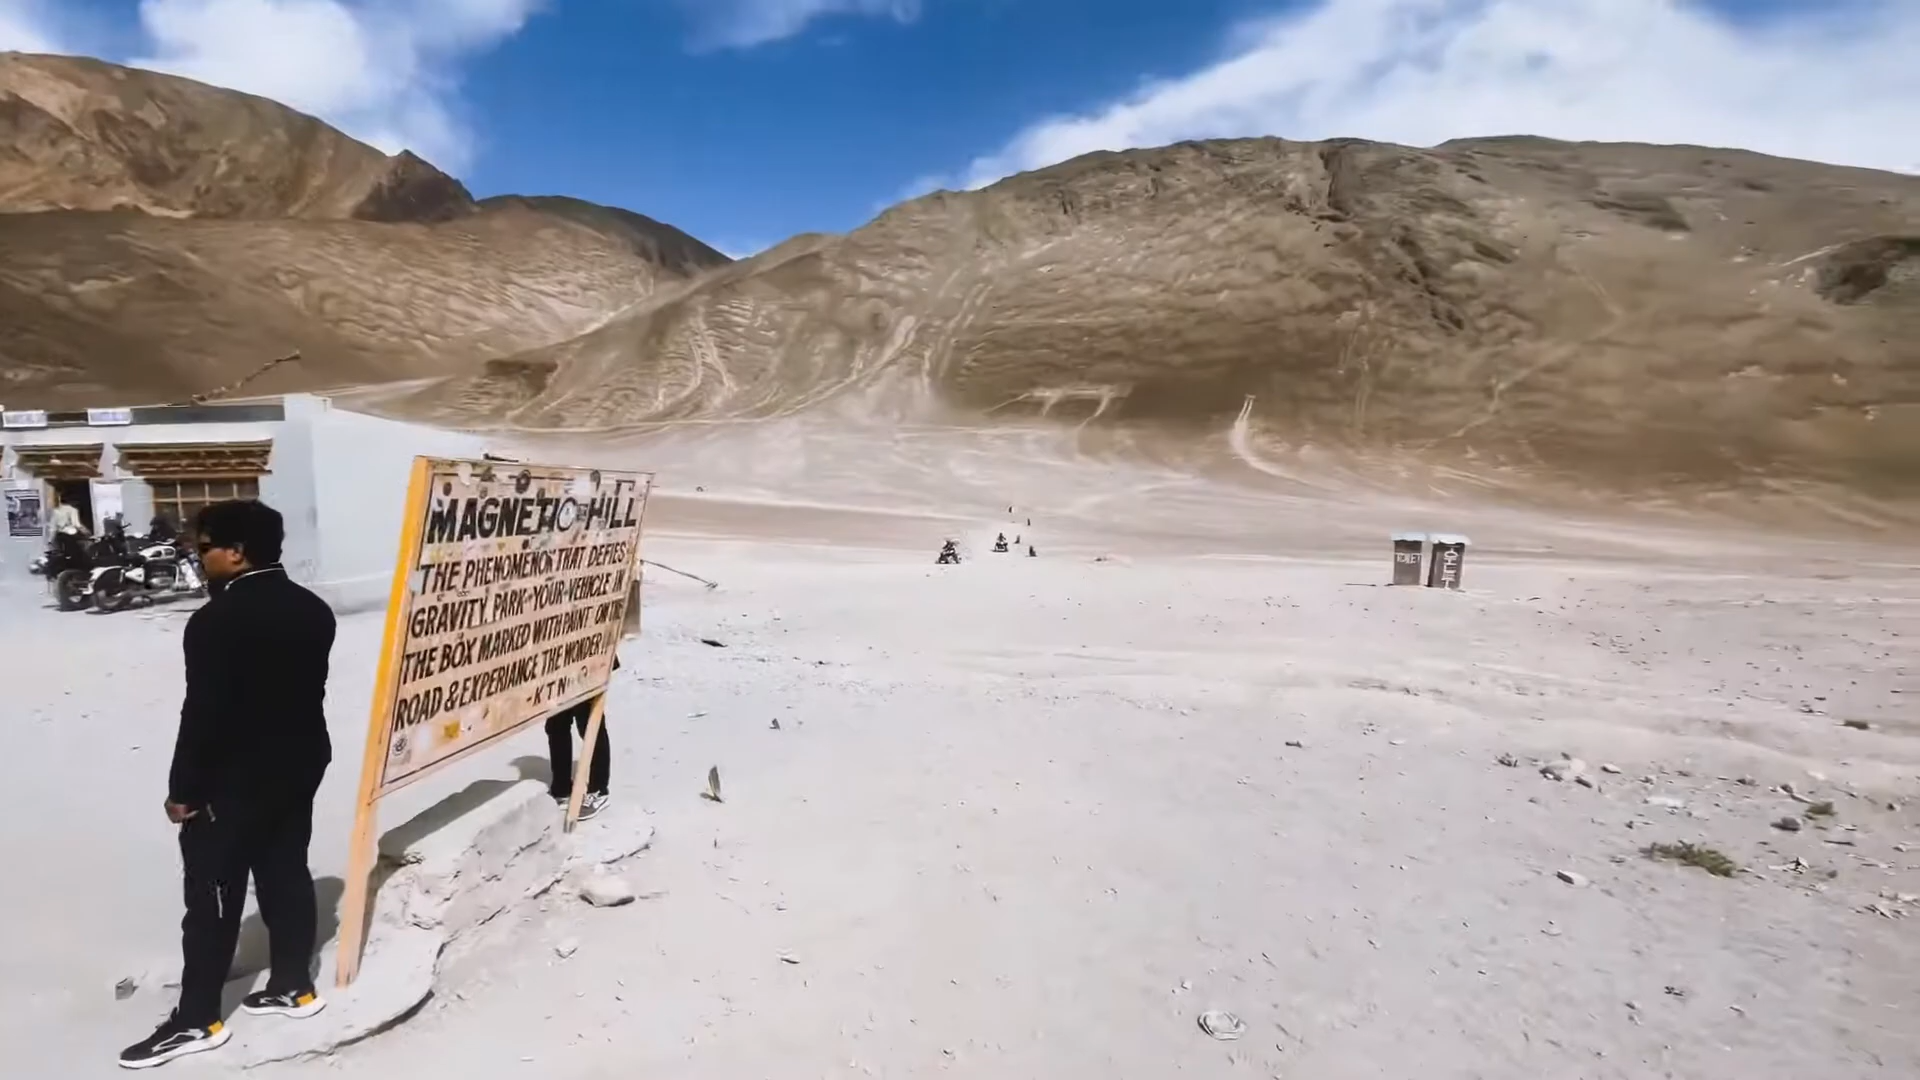 MAGNETIC HILL
THE PHENOMENON THAT DEFIES
GRAVITY. PARK YOUR VEHICLE IN
THE BOX MARKED WITH PAINT ON THE
ROAD & EXPERIANCE THE WONDER !!
TOILET